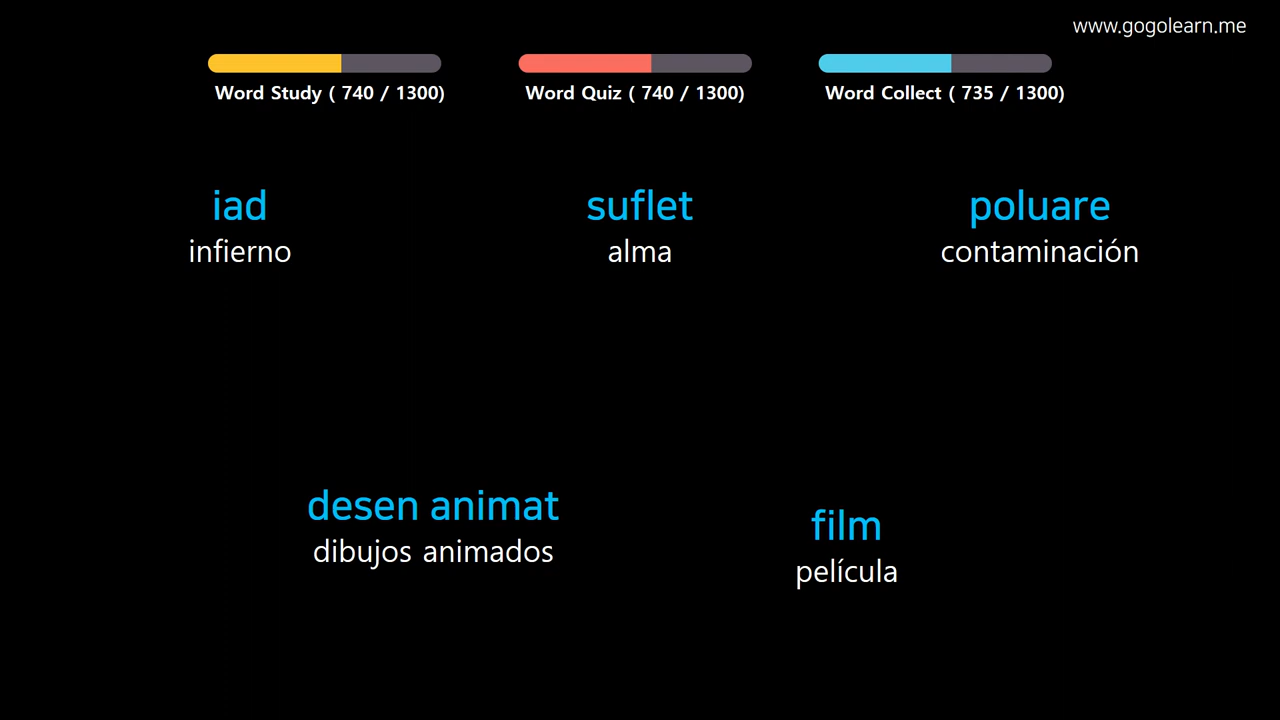 www.gogolearn.me
Word Study ( 740 / 1300)
Word Quiz ( 740 / 1300)
Word Collect ( 735 / 1300)
iad
infierno
suflet
alma
poluare
contaminación
desen animat
dibujos animados
film
película